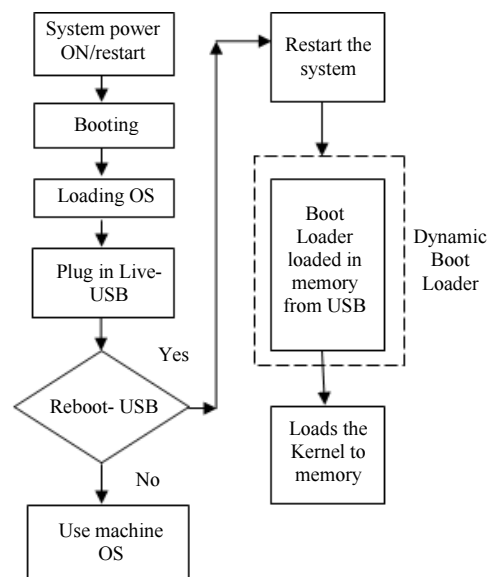 System power
ON/restart
Booting
Loading OS
Plug in Live-
USB
Yes
Reboot- USB
No
Use machine
OS
Restart the
system
Boot
Loader
loaded in
memory
from USB
Dynamic
Boot
Loader
Loads the
Kernel to
memory